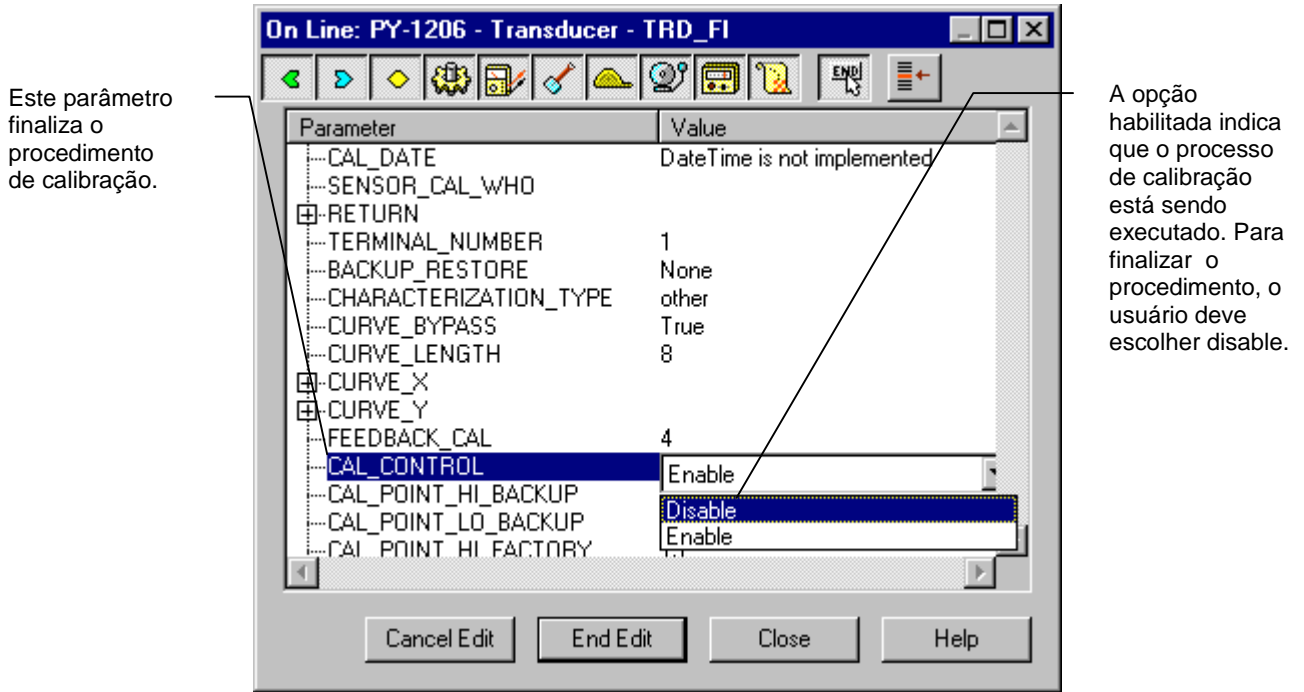 On Line: PY-1206 - Transducer - TRD_FI
END
Este parâmetro
finaliza o
procedimento
de calibração.
Parameter Value
CAL_DATE DateTime is not implemented
SENSOR_CAL_WHO
RETURN
TERMINAL_NUMBER 1
BACKUP_RESTORE None
CHARACTERIZATION_TYPE other
CURVE_BYPASS True
CURVE_LENGTH 8
CURVE_X
CURVE_Y
FEEDBACK_CAL 4
CAL_CONTROL Enable
CAL_POINT_HI_BACKUP Disable
CAL_POINT_LO_BACKUP Enable
CAL_POINT_HI_FACTORY
Cancel Edit End Edit Close Help
A opção
habilitada indica
que o processo
de calibração
está sendo
executado. Para
finalizar o
procedimento, o
usuário deve
escolher disable.